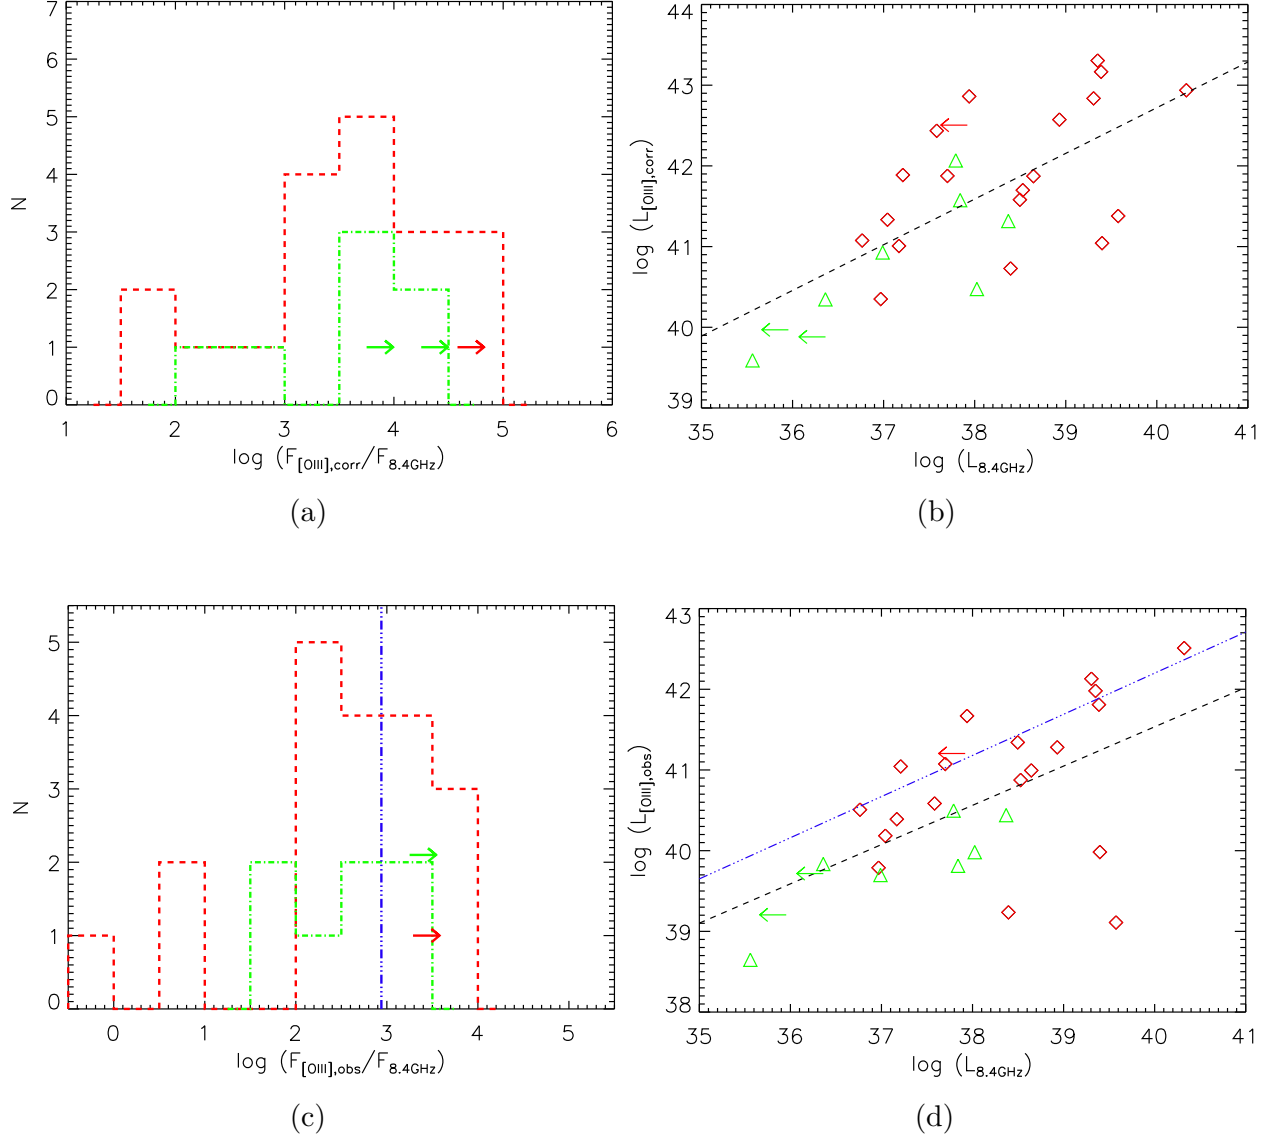 7
6
5
4
3
2
1
0
N
1 2 3 4 5 6
log (F[OIII],corr/F8.4GHz)
(a)
44
43
42
41
40
39
log (L[OIII],corr)
35 36 37 38 39 40 41
log (L8.4GHz)
(b)
5
4
3
2
1
0
N
0 1 2 3 4 5
log (F[OIII],obs/F8.4GHz)
(c)
43
42
41
40
39
38
log (L[OIII],obs)
35 36 37 38 39 40 41
log (L8.4GHz)
(d)